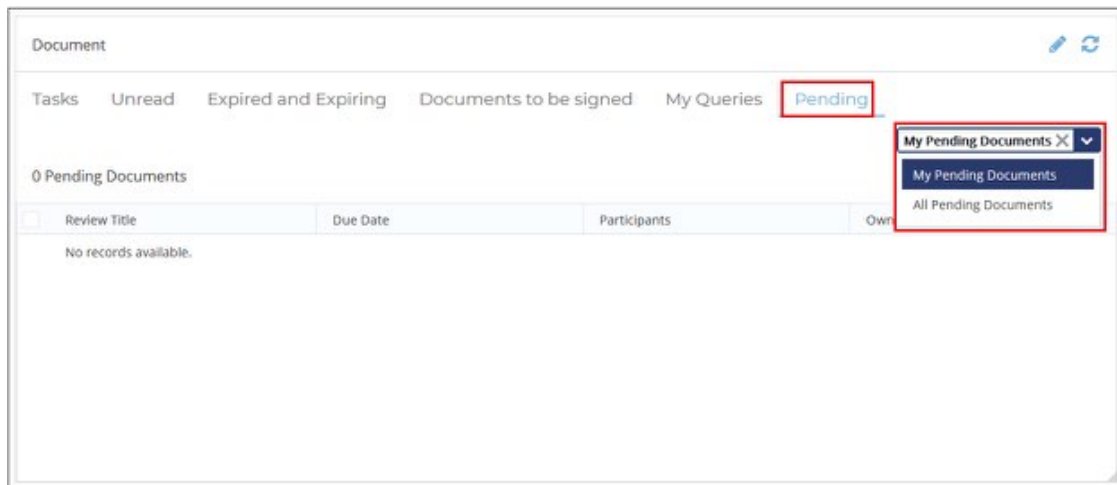 Document
Tasks Unread Expired and Expiring Documents to be signed My Queries Pending
My Pending Documents
0 Pending Documents
My Pending Documents
All Pending Documents
Review Title Due Date Participants Own
No records available.